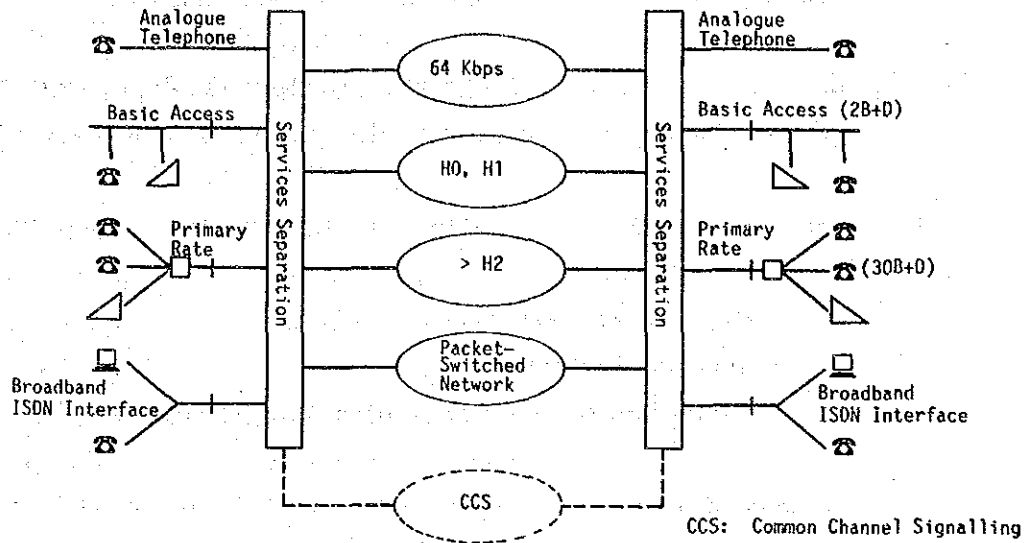 Analogue
Telephone
Basic Access
Primary
Rate
Broadband
ISDN Interface
Services Separation
64 Kbps
H0, H1
> H2
Packet-
Switched
Network
CCS
Services Separation
Analogue
Telephone
Basic Access (2B+D)
Primary
Rate
(30B+D)
Broadband
ISDN Interface
CCS: Common Channel Signalling